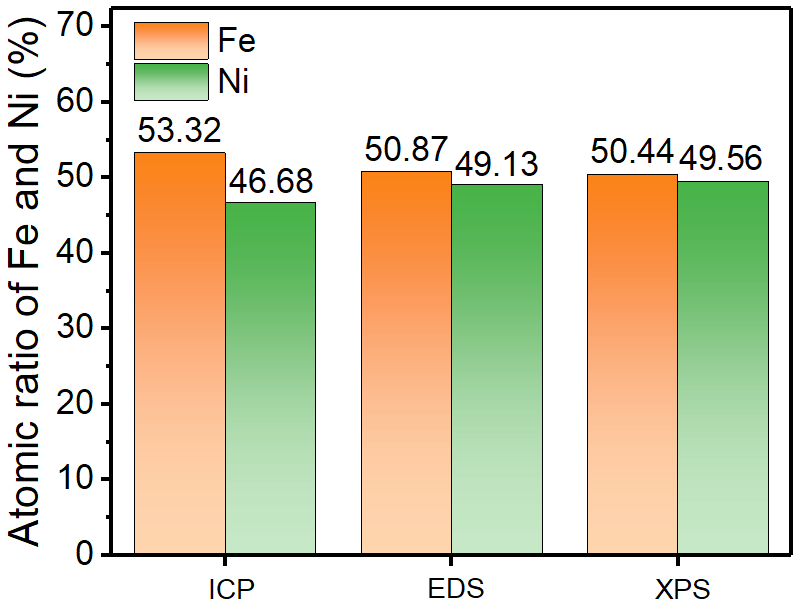 Atomic ratio of Fe and Ni (%)
70
60
50
40
30
20
10
0
Fe
Ni
53.32
46.68
50.87
49.13
50.44
49.56
ICP
EDS
XPS